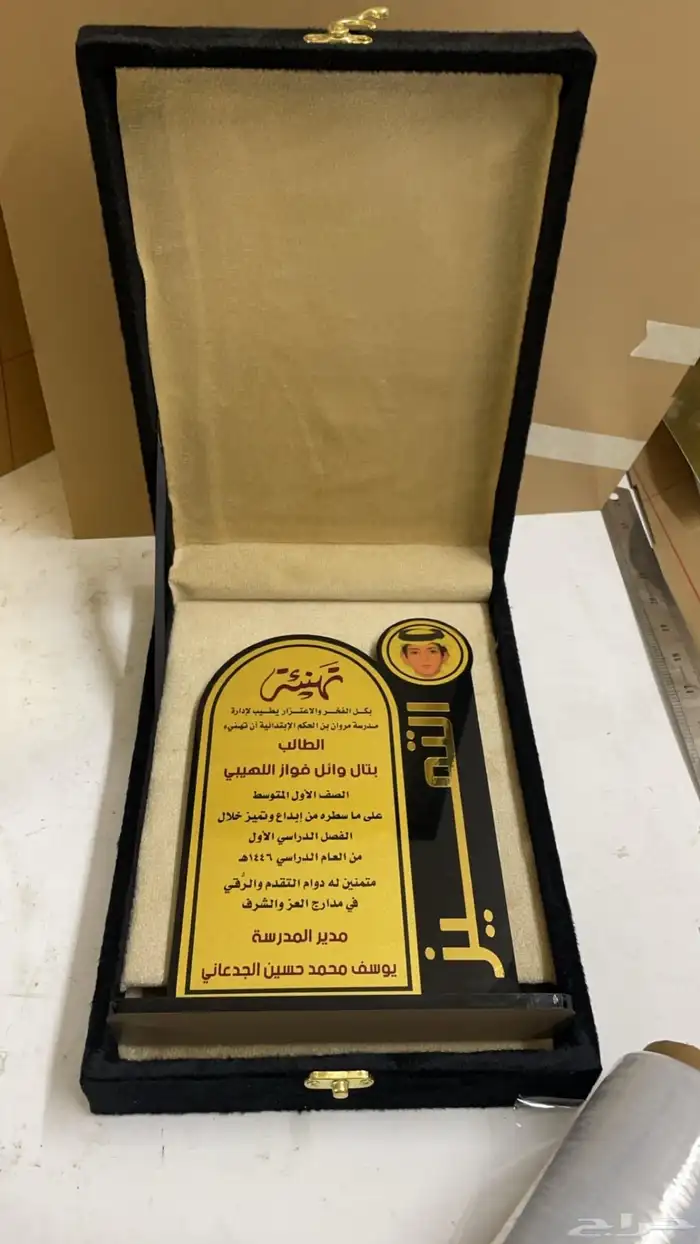 تهنئة
بكل الفخر والاعتزاز يطيب لإدارة
مدرسة مروان بن الحكم الإبتدائية أن تهنيء
الطالب
بتال وائل فواز اللهيبي
الصف الأول المتوسط
على ما سطره من إبداع وتميز خلال
الفصل الدراسي الأول
من العام الدراسي ١٤٤٦هـ
متمنين له دوام التقدم والرُّقي
في مدارج العز والشرف
مدير المدرسة
يوسف محمد حسين الجدعاني
التميز
حراج